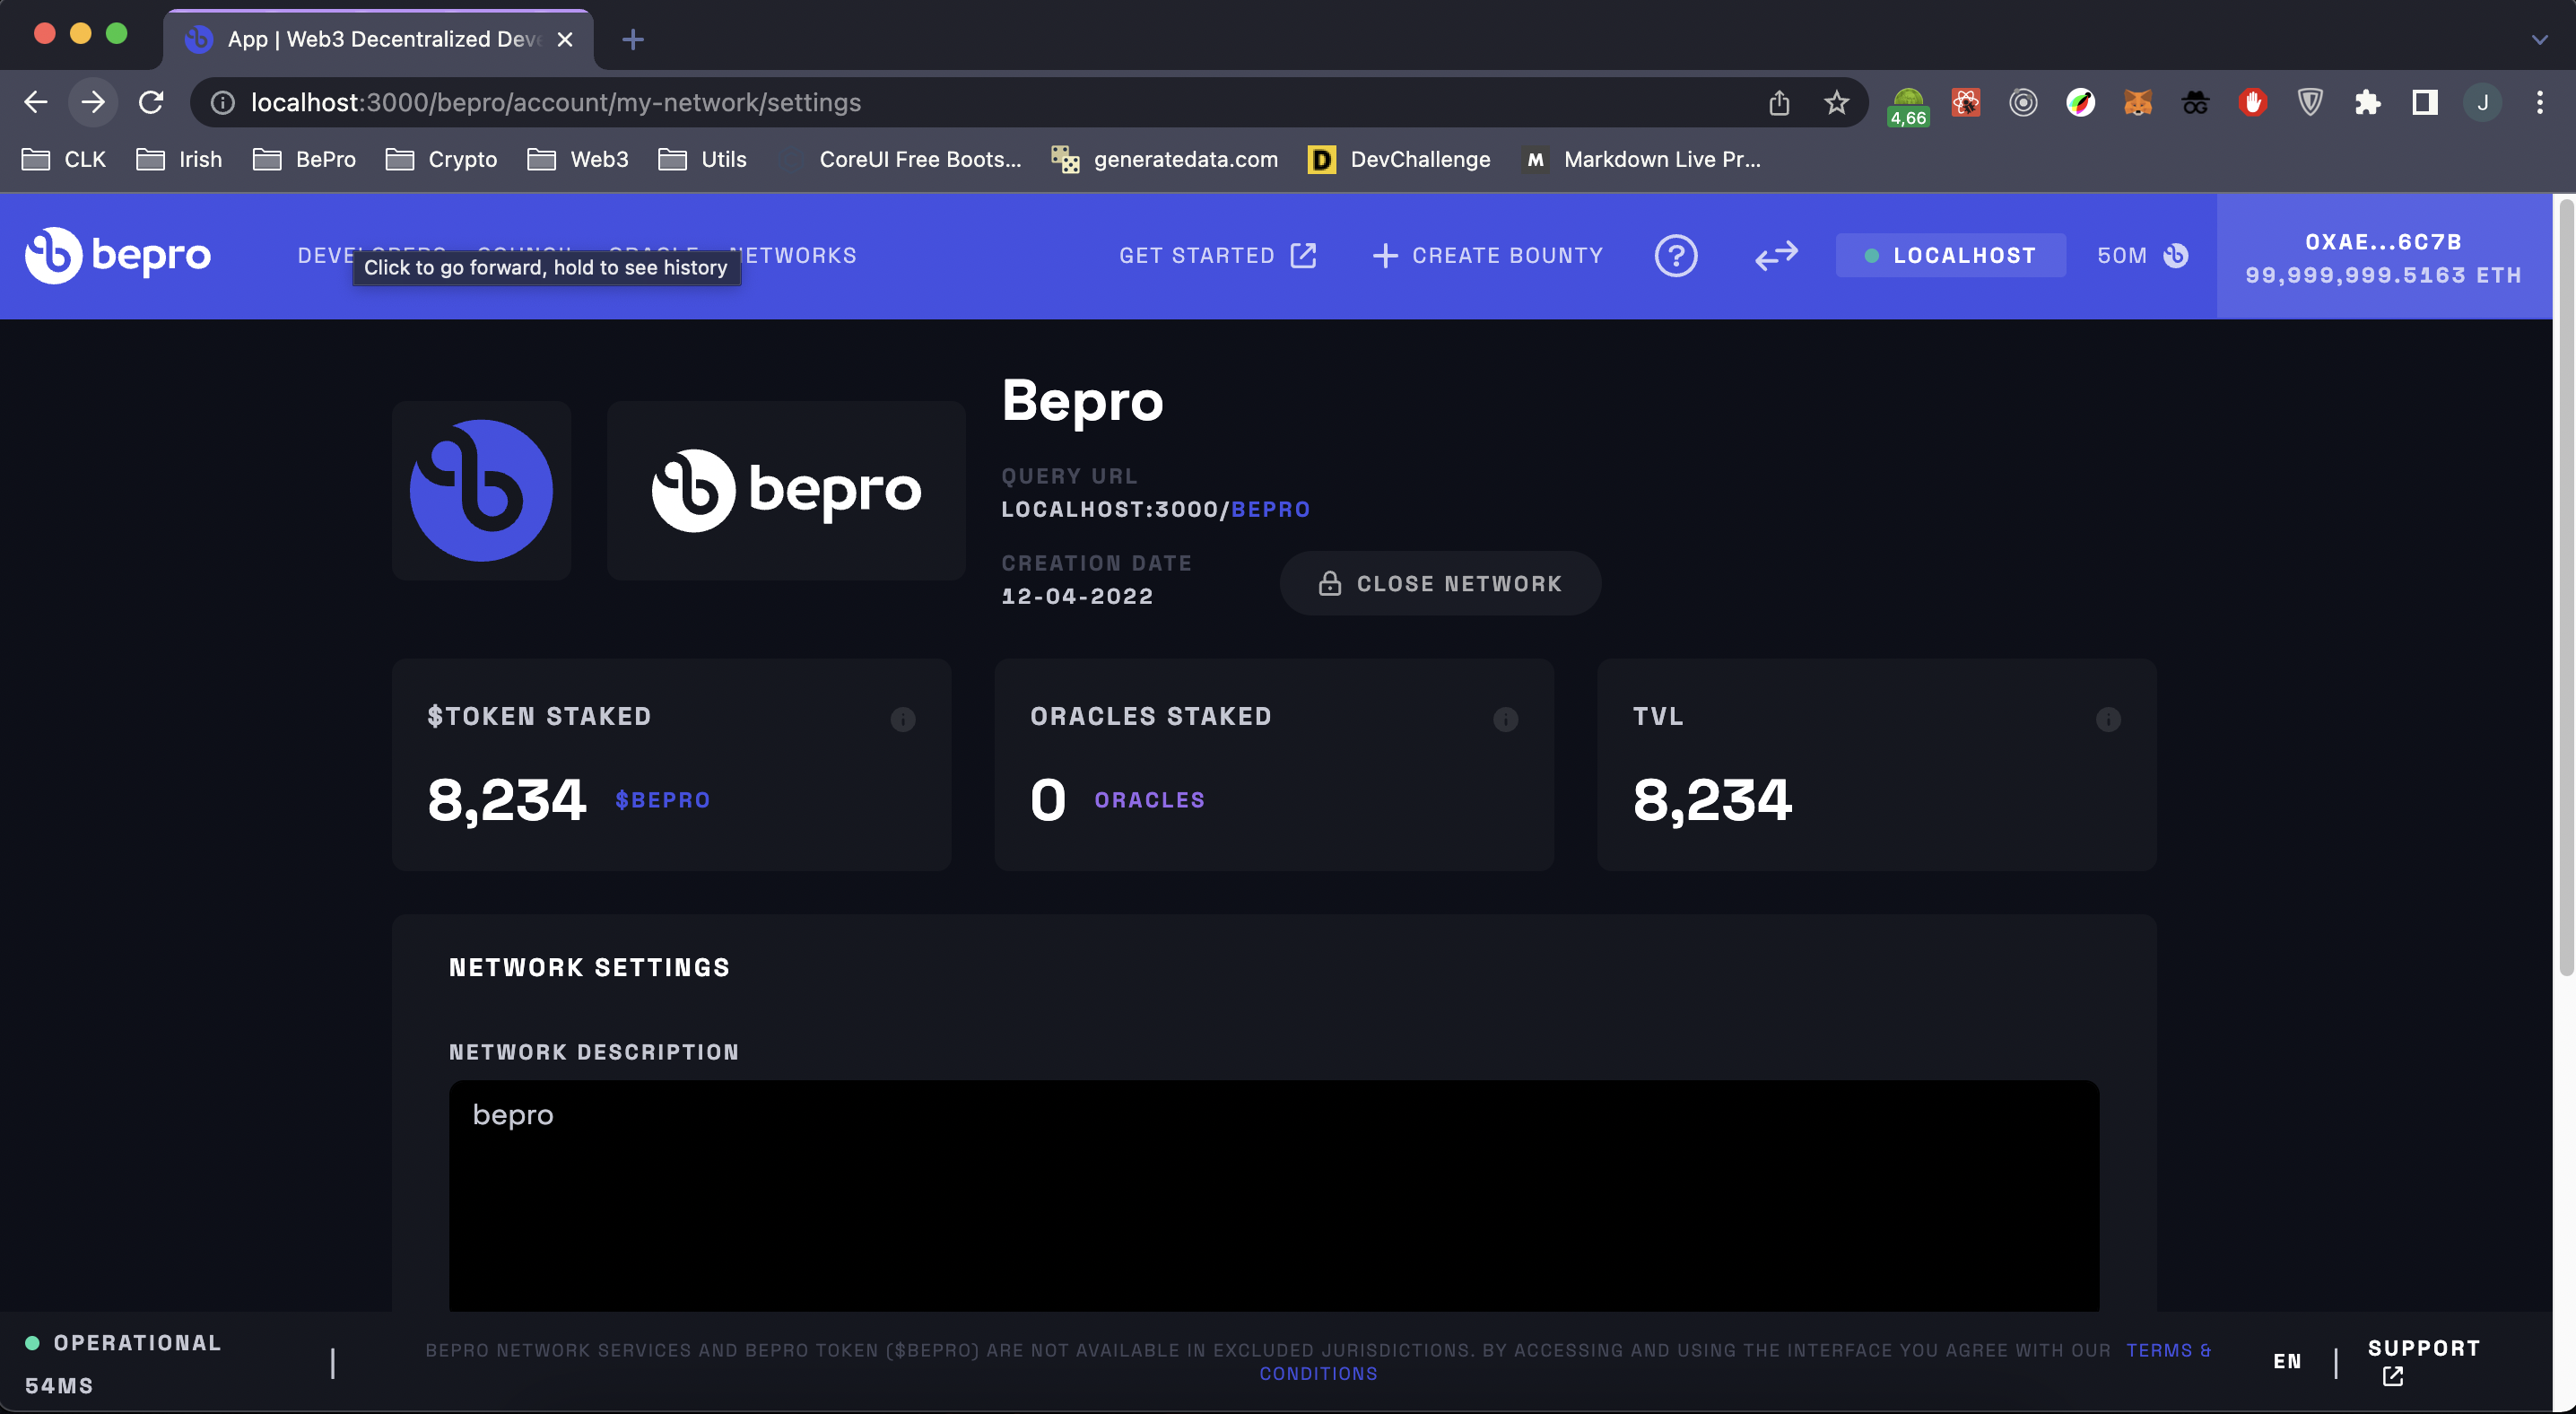 App | Web3 Decentralized Deve
localhost:3000/bepro/account/my-network/settings
4,66
J
CLK Irish BePro Crypto Web3 Utils CoreUI Free Boots... generatedata.com D DevChallenge M Markdown Live Pr...
bepro
NETWORKS GET STARTED CREATE BOUNTY ? LOCALHOST 50M
Click to go forward, hold to see history
0XAE...6C7B
99,999,999.5163 ETH
bepro
Bepro
QUERY URL
LOCALHOST:3000/BEPRO
CREATION DATE
12-04-2022
CLOSE NETWORK
$TOKEN STAKED
8,234 $BEPRO
ORACLES STAKED
0 ORACLES
TVL
8,234
NETWORK SETTINGS
NETWORK DESCRIPTION
bepro
OPERATIONAL
54MS
BEPRO NETWORK SERVICES AND BEPRO TOKEN ($BEPRO) ARE NOT AVAILABLE IN EXCLUDED JURISDICTIONS. BY ACCESSING AND USING THE INTERFACE YOU AGREE WITH OUR TERMS &
CONDITIONS
EN
SUPPORT